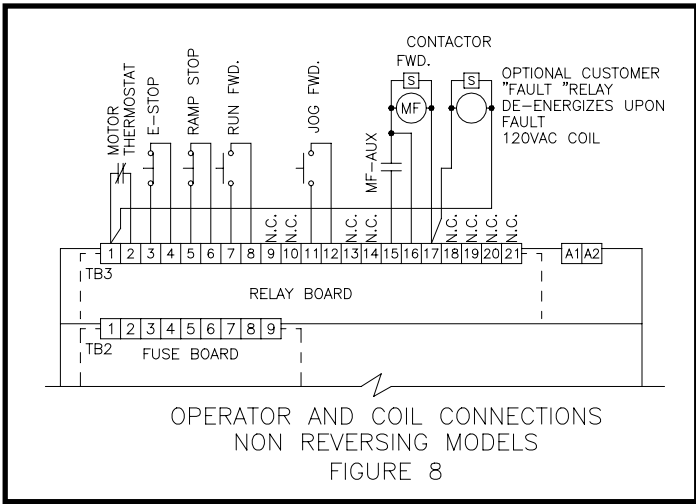 CONTACTOR
FWD.
S
S
MF
OPTIONAL CUSTOMER
"FAULT "RELAY
DE-ENERGIZES UPON
FAULT
120VAC COIL
MOTOR
THERMOSTAT
E-STOP
RAMP STOP
RUN FWD.
JOG FWD.
MF-AUX
N.C.
N.C.
N.C.
N.C.
N.C.
N.C.
N.C.
N.C.
1 2 3 4 5 6 7 8 9 10 11 12 13 14 15 16 17 18 19 20 21
A1 A2
TB3
RELAY BOARD
1 2 3 4 5 6 7 8 9
TB2
FUSE BOARD
OPERATOR AND COIL CONNECTIONS
NON REVERSING MODELS
FIGURE 8